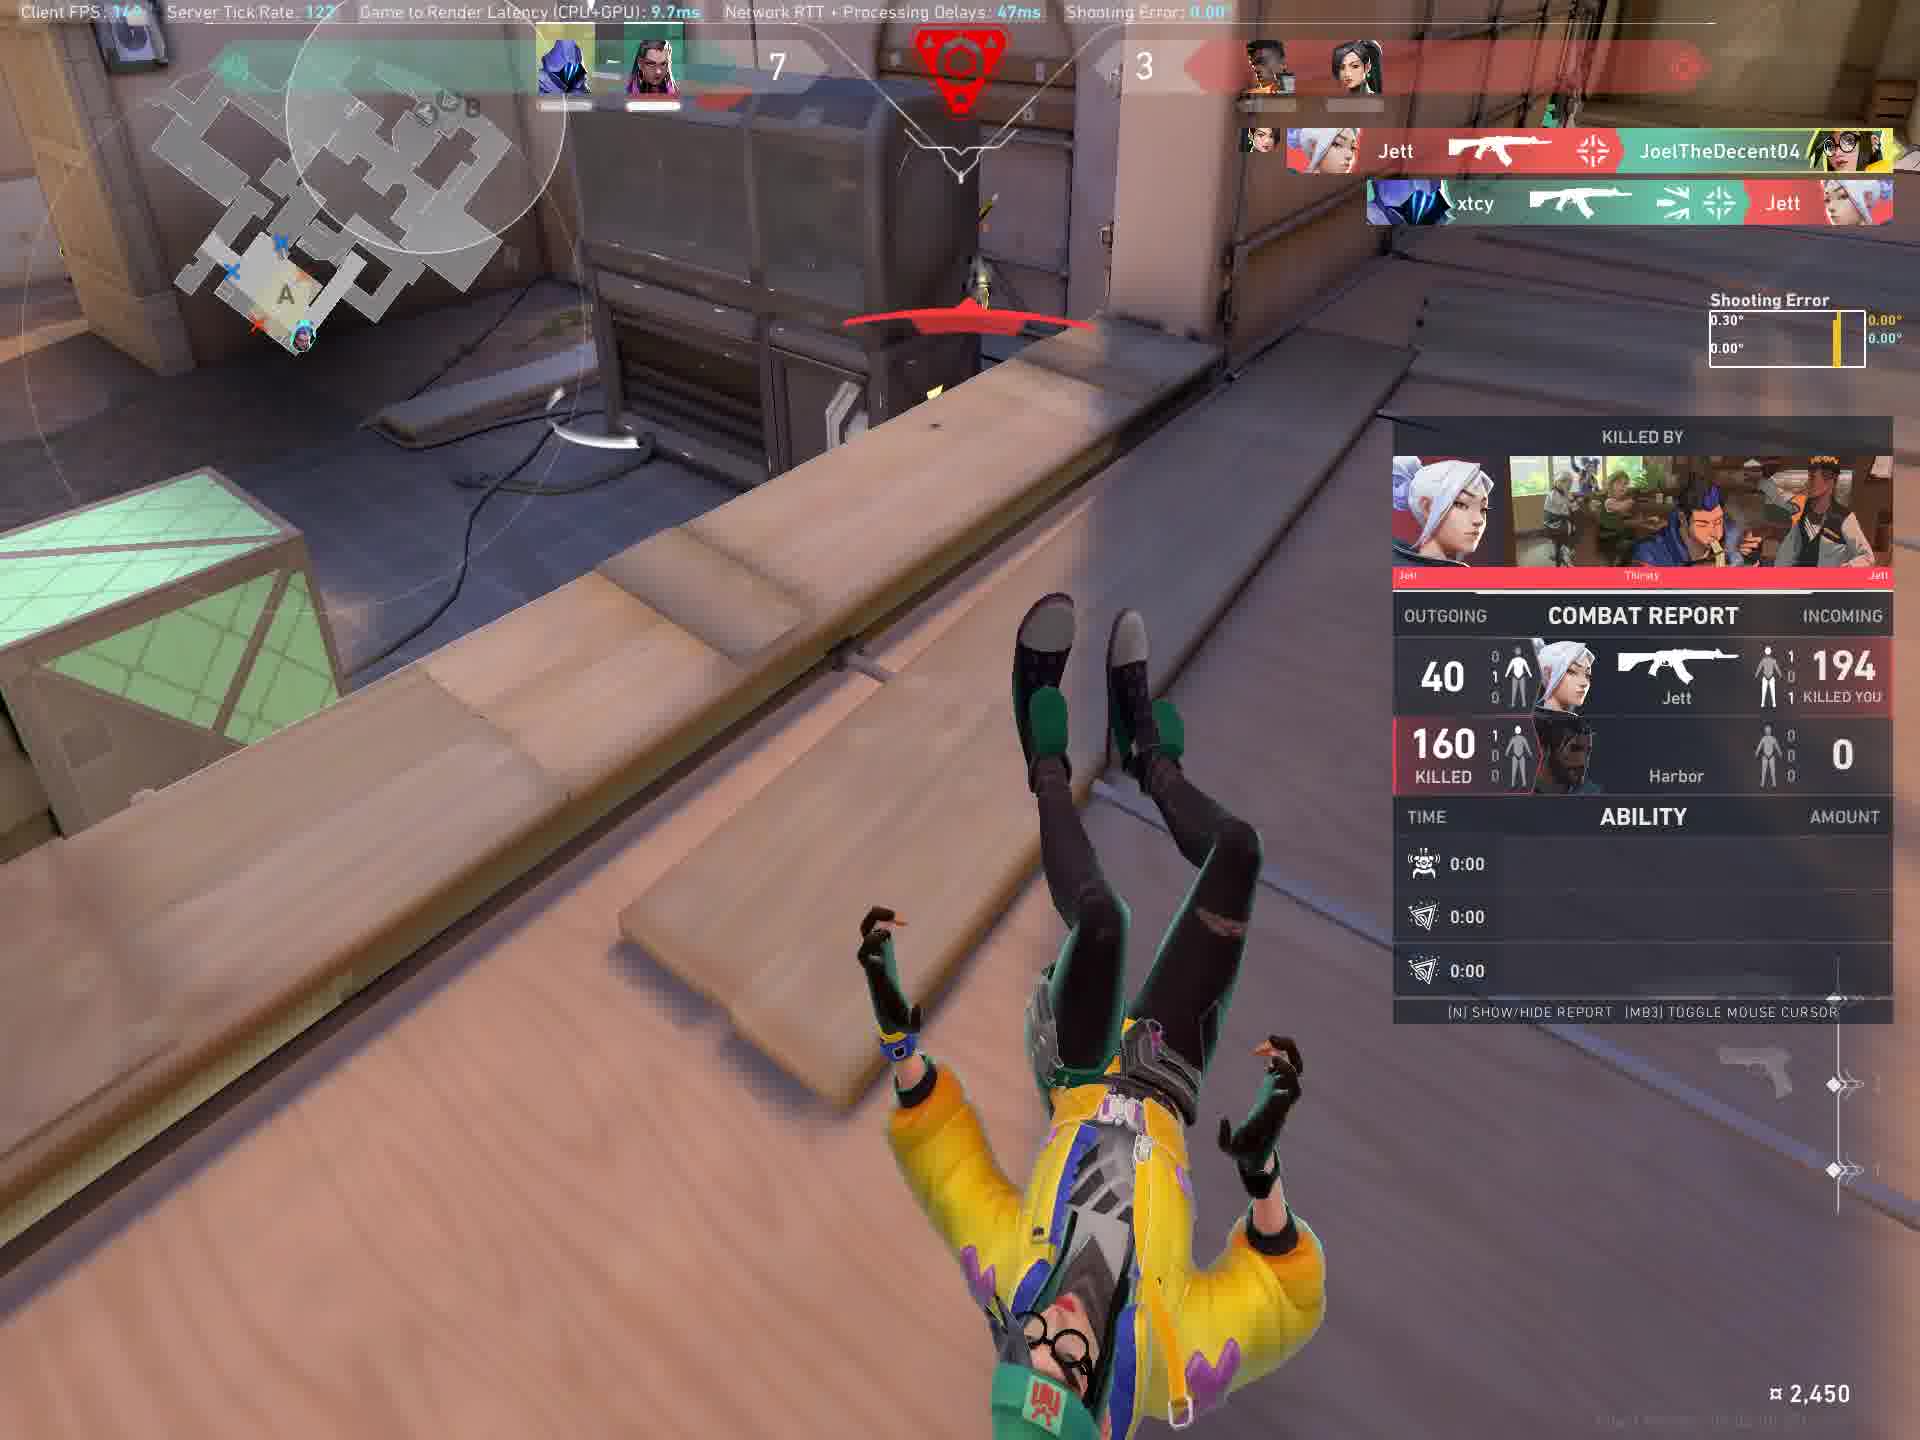 Client FPS: 149 Server Tick Rate: 122 Game to Render Latency (CPU+GPU): 9.7ms Network RTT + Processing Delays: 47ms Shooting Error: 0.00°
7
3
B
B
A
Jett JoelTheDecent04
xtcy Jett
Shooting Error
0.30° 0.00°
0.00°
0.00°
KILLED BY
Jett Thirsty Jett
OUTGOING COMBAT REPORT INCOMING
40 0 1 0 Jett 1 0 1 194 KILLED YOU
160 KILLED 1 0 0 Harbor 0 0 0 0
TIME ABILITY AMOUNT
0:00
0:00
0:00
[N] SHOW/HIDE REPORT [MB3] TOGGLE MOUSE CURSOR
2
1
¤ 2,450